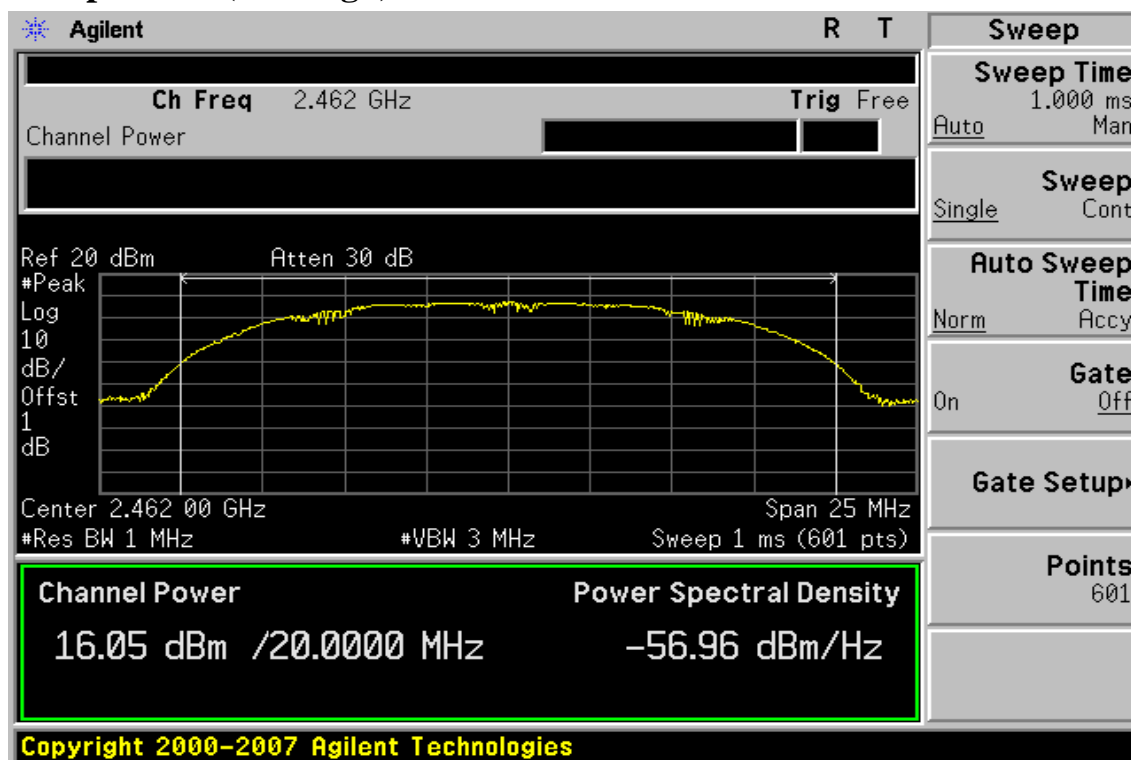 Agilent R T
Ch Freq 2.462 GHz Trig Free
Channel Power
Ref 20 dBm Atten 30 dB
#Peak
Log
10
dB/
Offst
1
dB
Center 2.462 00 GHz Span 25 MHz
#Res BW 1 MHz #VBW 3 MHz Sweep 1 ms (601 pts)
Channel Power Power Spectral Density
16.05 dBm /20.0000 MHz -56.96 dBm/Hz
Copyright 2000-2007 Agilent Technologies
Sweep
Sweep Time
1.000 ms
Auto Man
Sweep
Single Cont
Auto Sweep
Time
Norm Accy
Gate
On Off
Gate Setup
Points
601